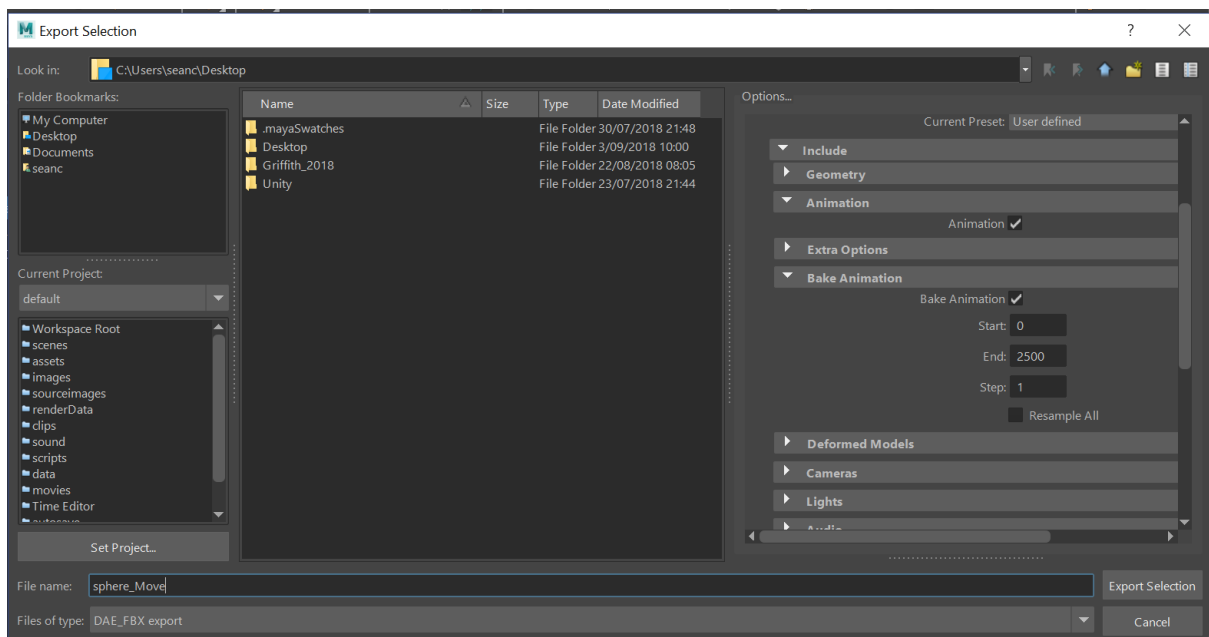 Export Selection
?
Look in:
C:\Users\seanc\Desktop
Folder Bookmarks:
My Computer
Desktop
Documents
seanc
Current Project:
default
Workspace Root
scenes
assets
images
sourceimages
renderData
clips
sound
scripts
data
movies
Time Editor
autosave
Set Project...
Name Size Type Date Modified
.mayaSwatches File Folder 30/07/2018 21:48
Desktop File Folder 3/09/2018 10:00
Griffith_2018 File Folder 22/08/2018 08:05
Unity File Folder 23/07/2018 21:44
Options...
Current Preset: User defined
Include
Geometry
Animation
Animation
Extra Options
Bake Animation
Bake Animation
Start: 0
End: 2500
Step: 1
Resample All
Deformed Models
Cameras
Lights
Audio
File name: sphere_Move
Export Selection
Files of type: DAE_FBX export
Cancel